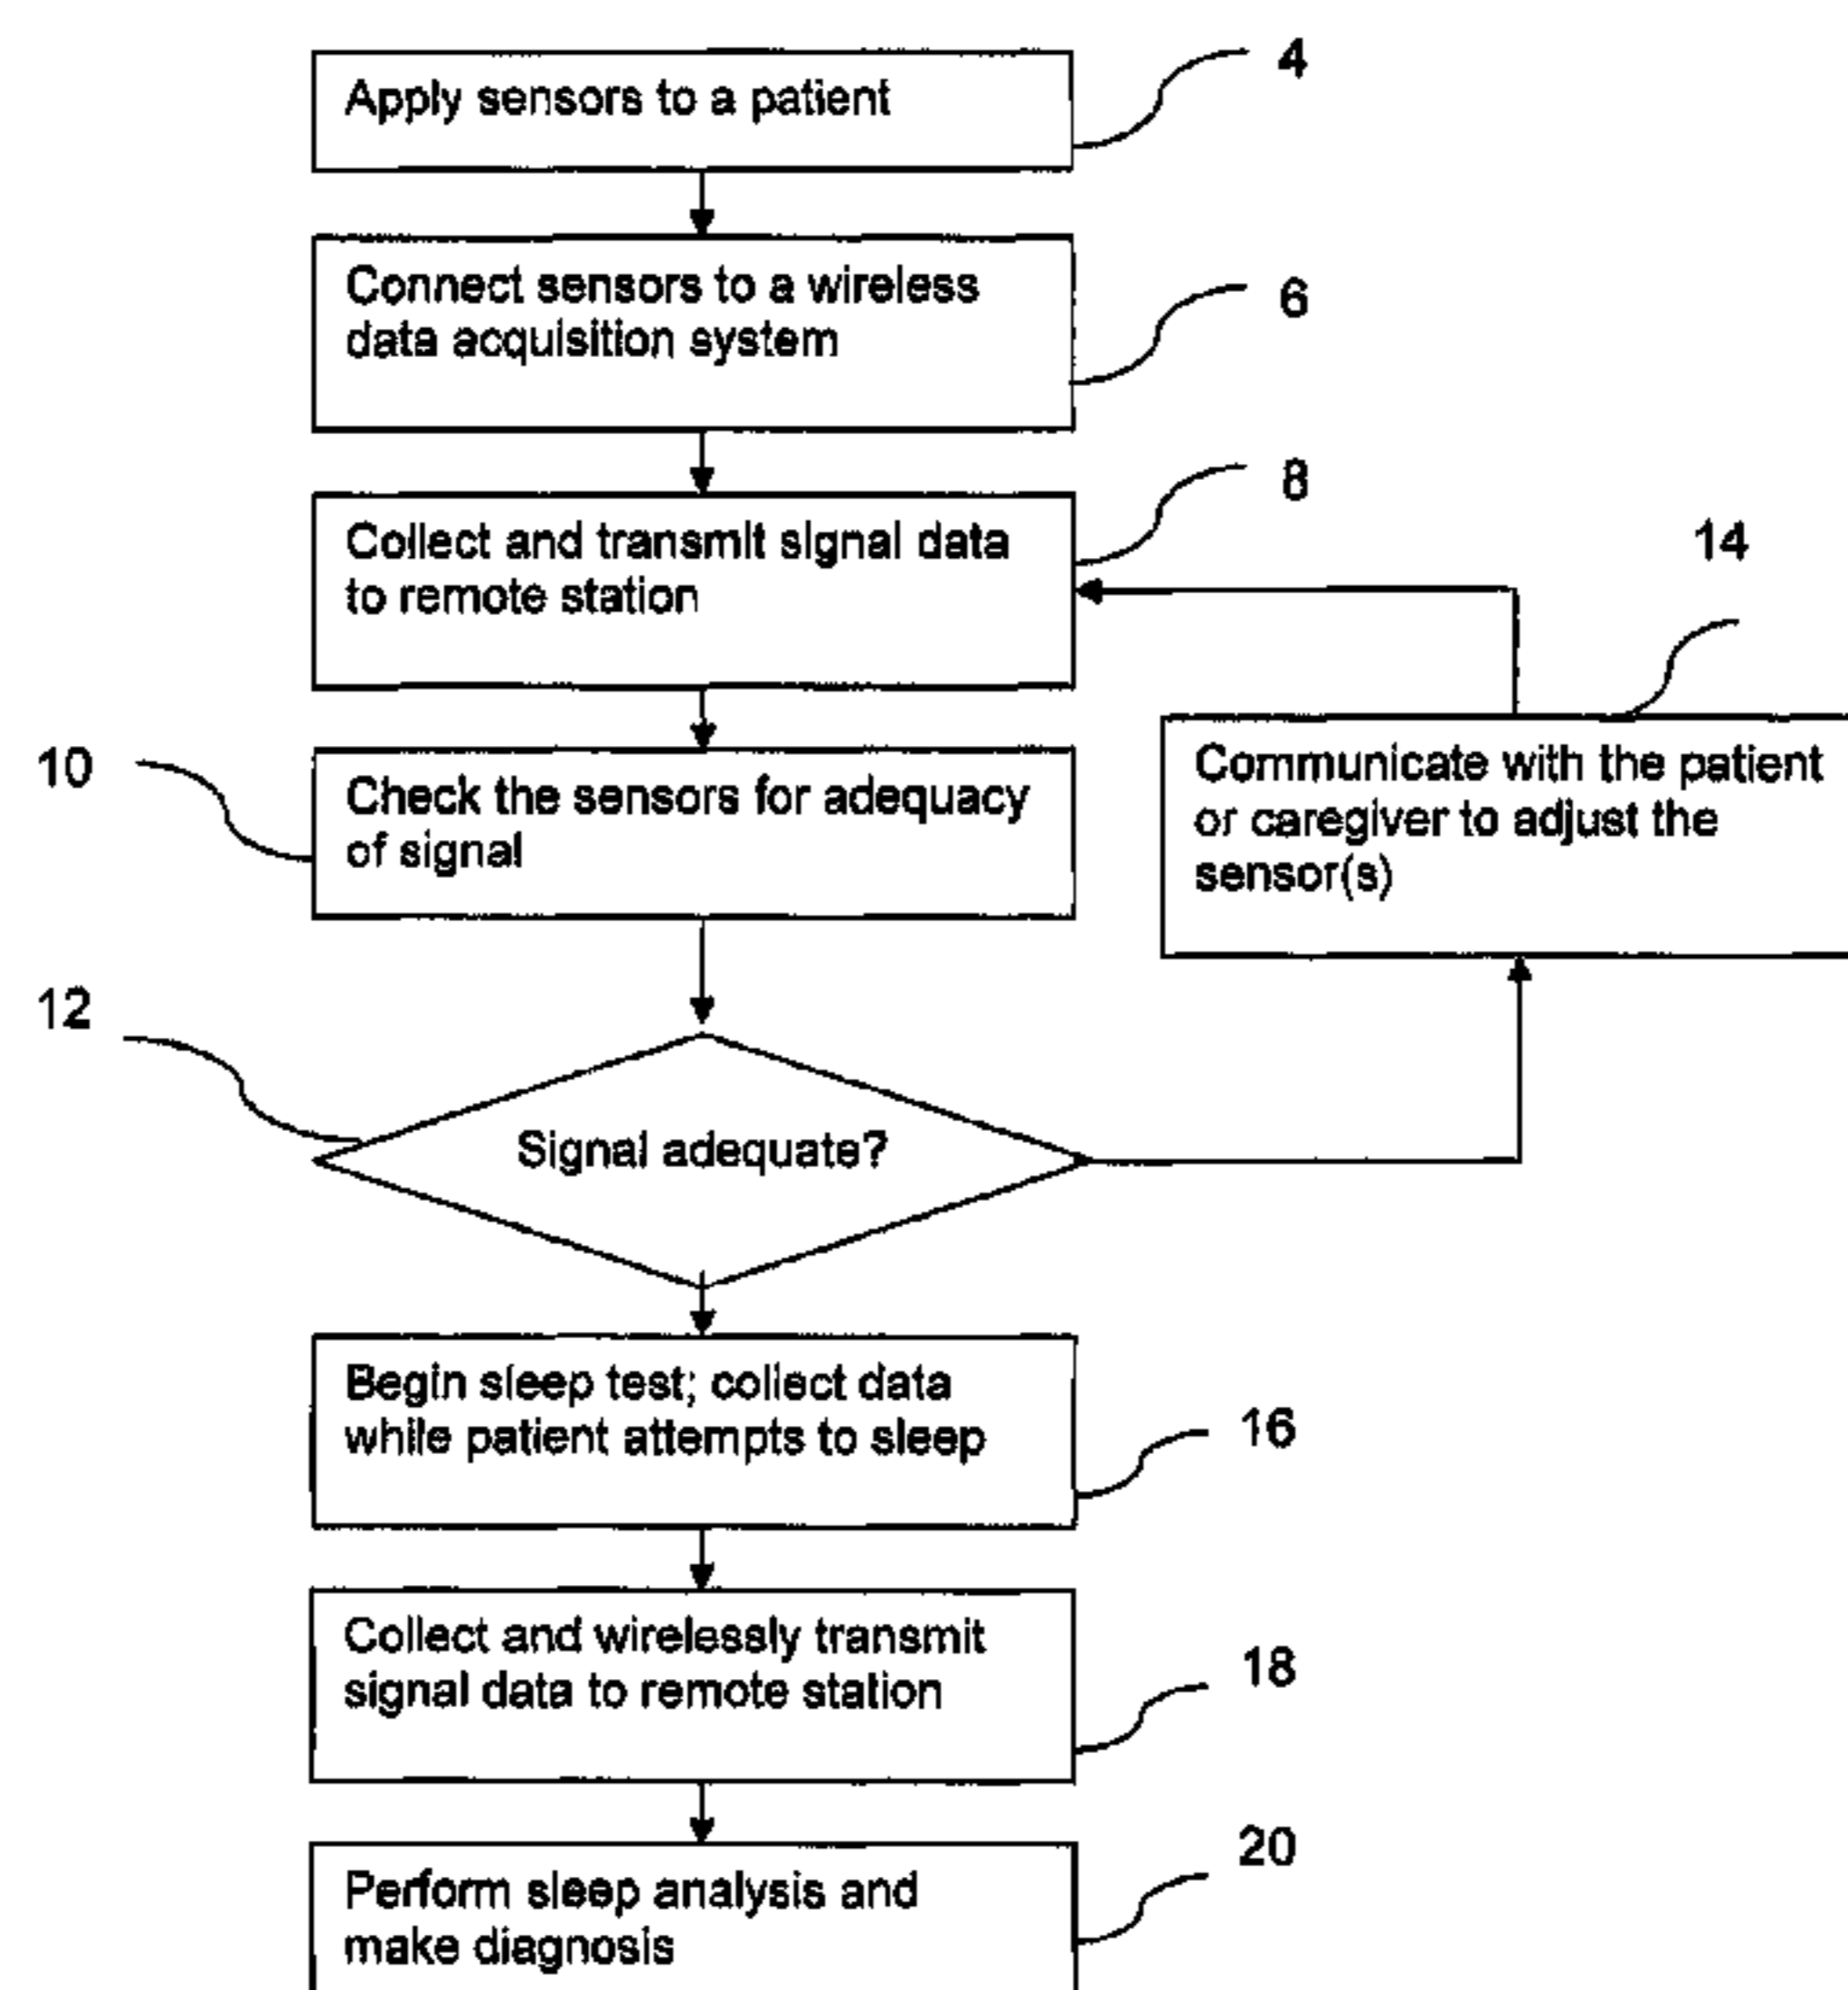 Apply sensors to a patient
4
Connect sensors to a wireless
data acquisition system
6
Collect and transmit signal data
to remote station
8
14
10
Check the sensors for adequacy
of signal
Communicate with the patient
or caregiver to adjust the
sensor(s)
12
Signal adequate?
Begin sleep test; collect data
while patient attempts to sleep
16
Collect and wirelessly transmit
signal data to remote station
18
Perform sleep analysis and
make diagnosis
20